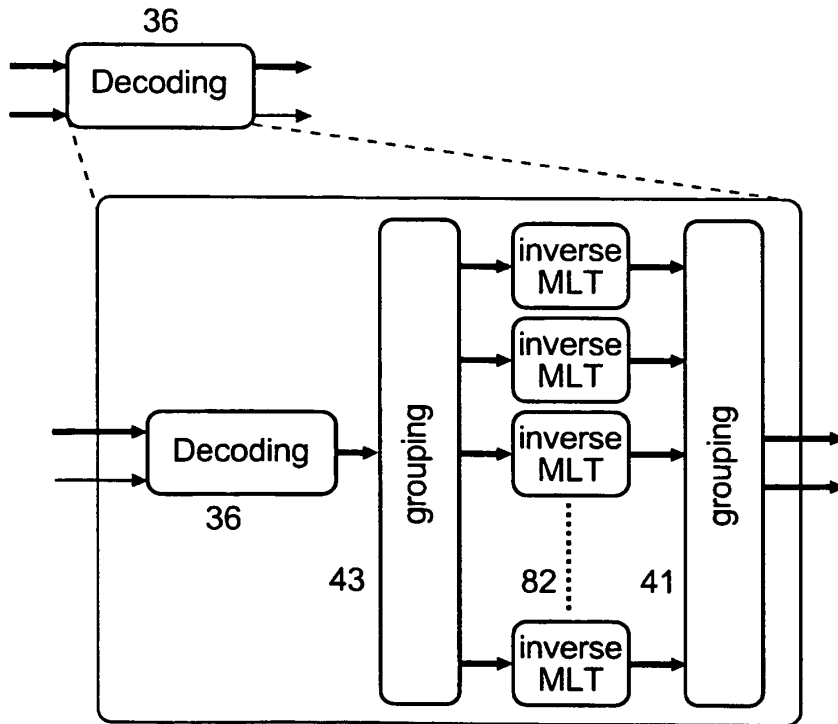 36
Decoding
inverse
MLT
inverse
MLT
inverse
MLT
Decoding
36
grouping
grouping
43
82
41
inverse
MLT